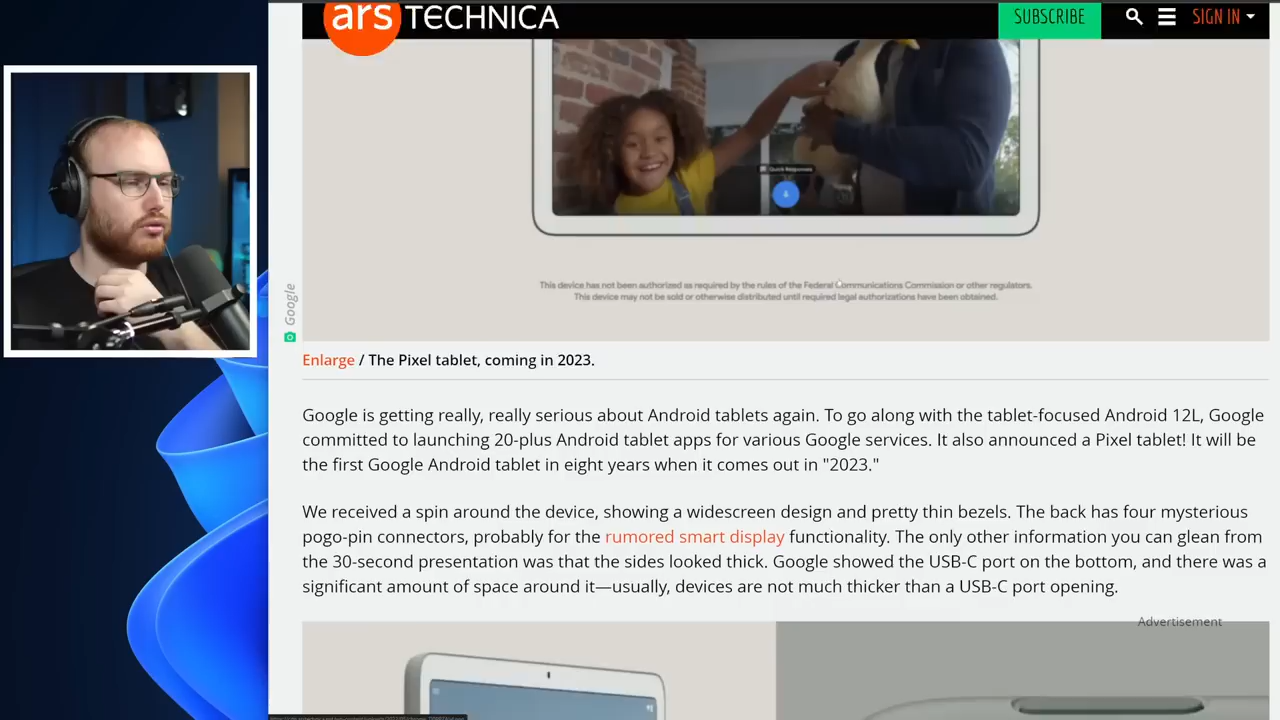 ars TECHNICA
SUBSCRIBE
SIGN IN
Quick Responses
This device has not been authorized as required by the rules of the Federal Communications Commission or other regulators.
This device may not be sold or otherwise distributed until required legal authorizations have been obtained.
Google
Enlarge / The Pixel tablet, coming in 2023.
Google is getting really, really serious about Android tablets again. To go along with the tablet-focused Android 12L, Google
committed to launching 20-plus Android tablet apps for various Google services. It also announced a Pixel tablet! It will be
the first Google Android tablet in eight years when it comes out in "2023."
We received a spin around the device, showing a widescreen design and pretty thin bezels. The back has four mysterious
pogo-pin connectors, probably for the rumored smart display functionality. The only other information you can glean from
the 30-second presentation was that the sides looked thick. Google showed the USB-C port on the bottom, and there was a
significant amount of space around it—usually, devices are not much thicker than a USB-C port opening.
Advertisement